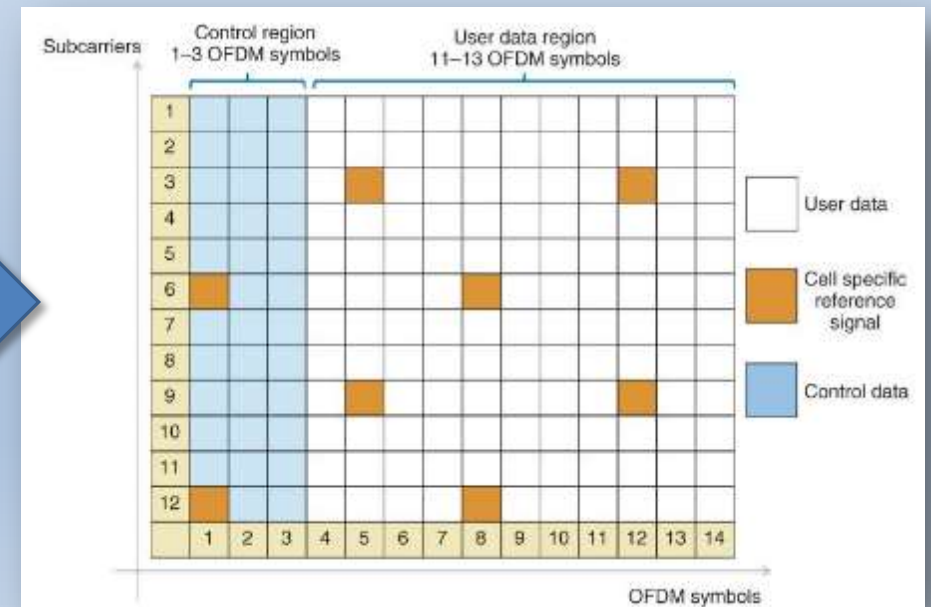 Subcarriers
Control region
1–3 OFDM symbols
User data region
11–13 OFDM symbols
1
2
3
4
5
6
7
8
9
10
11
12
1 2 3 4 5 6 7 8 9 10 11 12 13 14
OFDM symbols
User data
Cell specific
reference
signal
Control data